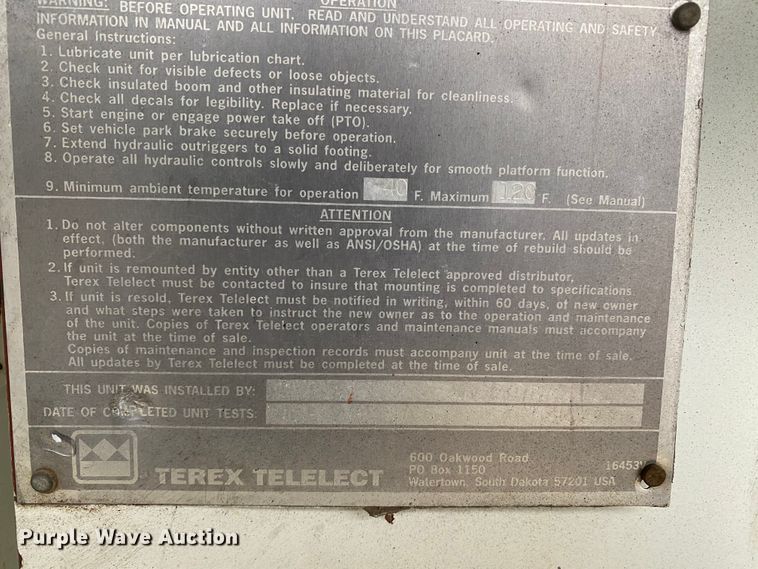 OPERATION
WARNING: BEFORE OPERATING UNIT, READ AND UNDERSTAND ALL OPERATING AND SAFETY
INFORMATION IN MANUAL AND ALL INFORMATION ON THIS PLACARD.
General Instructions:
1. Lubricate unit per lubrication chart.
2. Check unit for visible defects or loose objects.
3. Check insulated boom and other insulating material for cleanliness.
4. Check all decals for legibility. Replace if necessary.
5. Start engine or engage power take off (PTO).
6. Set vehicle park brake securely before operation.
7. Extend hydraulic outriggers to a solid footing.
8. Operate all hydraulic controls slowly and deliberately for smooth platform function.
9. Minimum ambient temperature for operation -40 F. Maximum 120 F. (See Manual)
ATTENTION
1. Do not alter components without written approval from the manufacturer. All updates in
effect, (both the manufacturer as well as ANSI/OSHA) at the time of rebuild should be
performed.
2. If unit is remounted by entity other than a Terex Telelect approved distributor,
Terex Telelect must be contacted to insure that mounting is completed to specifications.
3. If unit is resold, Terex Telelect must be notified in writing, within 60 days, of new owner
and what steps were taken to instruct the new owner as to the operation and maintenance
of the unit. Copies of Terex Telelect operators and maintenance manuals must accompany
the unit at the time of sale.
Copies of maintenance and inspection records must accompany unit at the time of sale.
All updates by Terex Telelect must be completed at the time of sale.
THIS UNIT WAS INSTALLED BY:
DATE OF COMPLETED UNIT TESTS:
TEREX TELELECT
600 Oakwood Road
PO Box 1150
Watertown, South Dakota 57201 USA
Purple Wave Auction